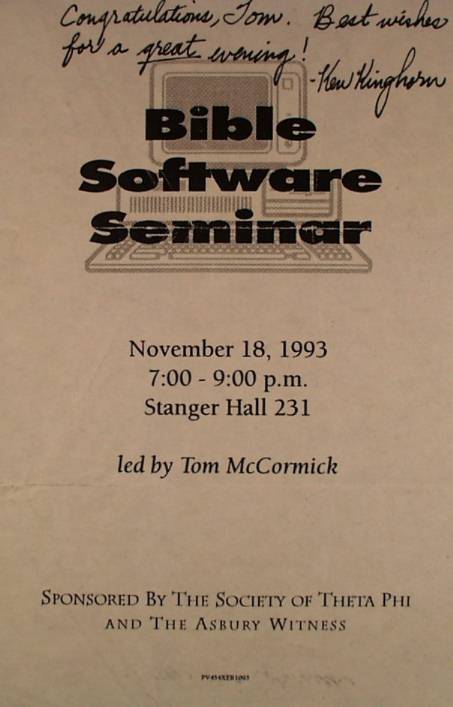 Congratulations, Tom. Best wishes
for a great evening!
-Ken Kinghorn
Bible
Software
Seminar
November 18, 1993
7:00 - 9:00 p.m.
Stanger Hall 231
led by Tom McCormick
SPONSORED BY THE SOCIETY OF THETA PHI
AND THE ASBURY WITNESS